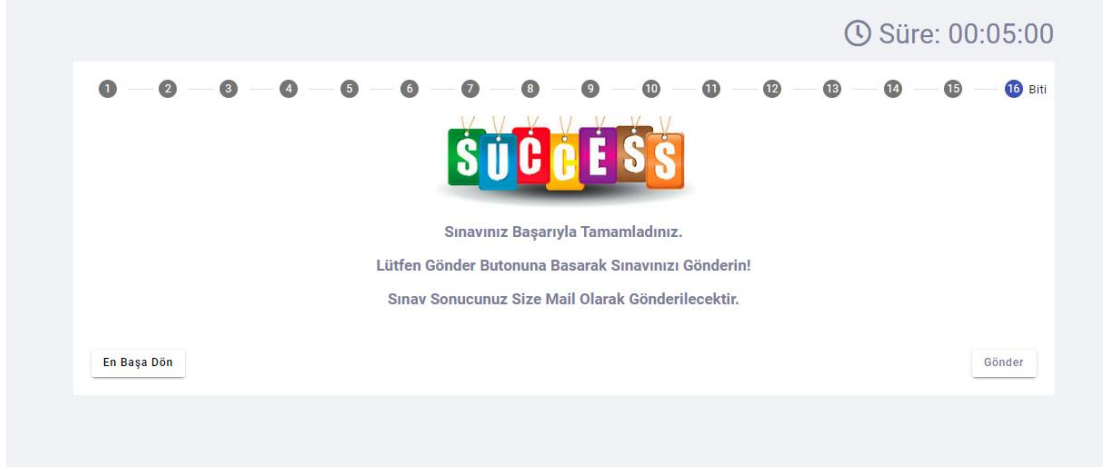 Süre: 00:05:00
1 2 3 4 5 6 7 8 9 10 11 12 13 14 15 16 Biti
SUCCESS
Sınavınız Başarıyla Tamamladınız.
Lütfen Gönder Butonuna Basarak Sınavınızı Gönderin!
Sınav Sonucunuz Size Mail Olarak Gönderilecektir.
En Başa Dön Gönder